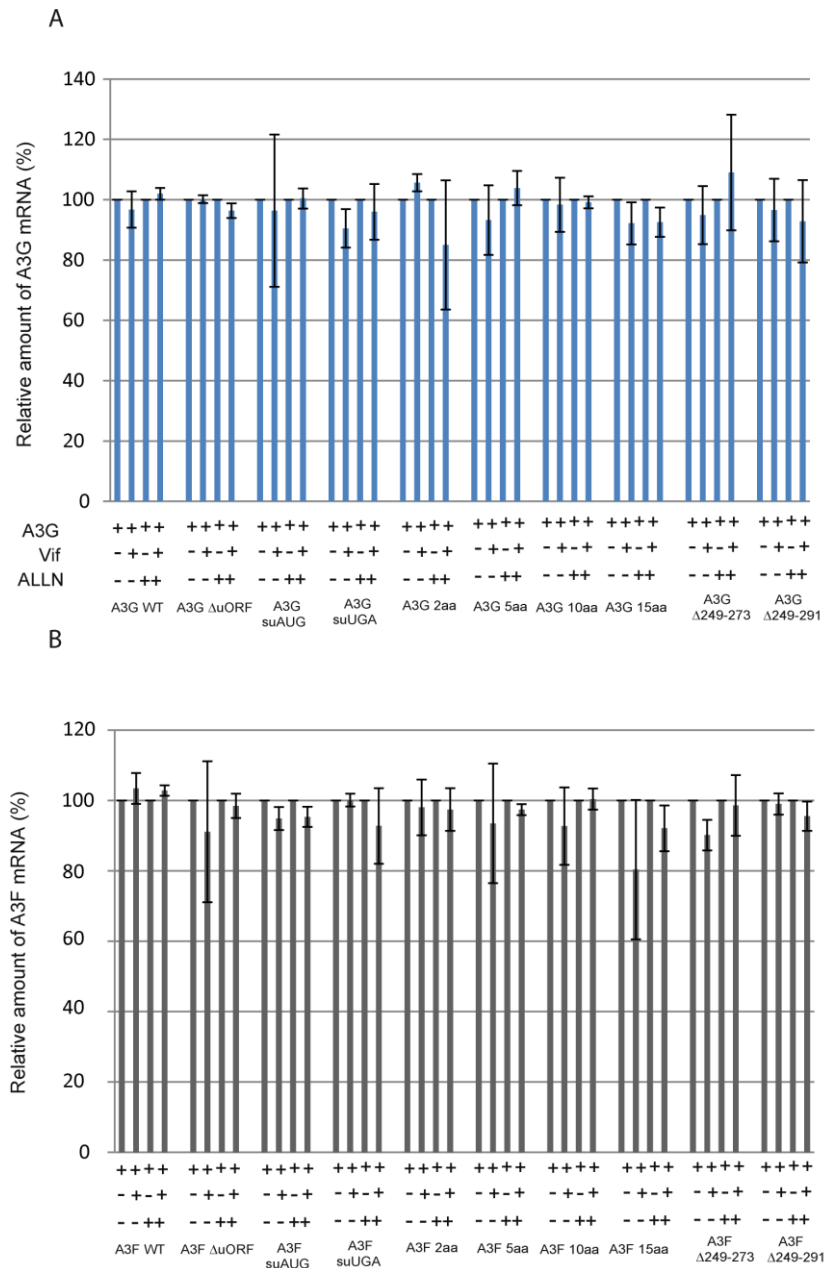 A
Relative amount of A3G mRNA (%)
140
120
100
80
60
40
20
0
A3G ++++ ++++ ++++ ++++ ++++ ++++ ++++ ++++ ++++ ++++
Vif -+-+ -+-+ -+-+ -+-+ -+-+ -+-+ -+-+ -+-+ -+-+ -+-+
ALLN --++ --++ --++ --++ --++ --++ --++ --++ --++ --++
A3G WT A3G ΔuORF A3G suAUG A3G suUGA A3G 2aa A3G 5aa A3G 10aa A3G 15aa A3G Δ249-273 A3G Δ249-291
B
Relative amount of A3F mRNA (%)
120
100
80
60
40
20
0
++++ ++++ ++++ ++++ ++++ ++++ ++++ ++++ ++++ ++++
-+-+ -+-+ -+-+ -+-+ -+-+ -+-+ -+-+ -+-+ -+-+ -+-+
--++ --++ --++ --++ --++ --++ --++ --++ --++ --++
A3F WT A3F ΔuORF A3F suAUG A3F suUGA A3F 2aa A3F 5aa A3F 10aa A3F 15aa A3F Δ249-273 A3F Δ249-291